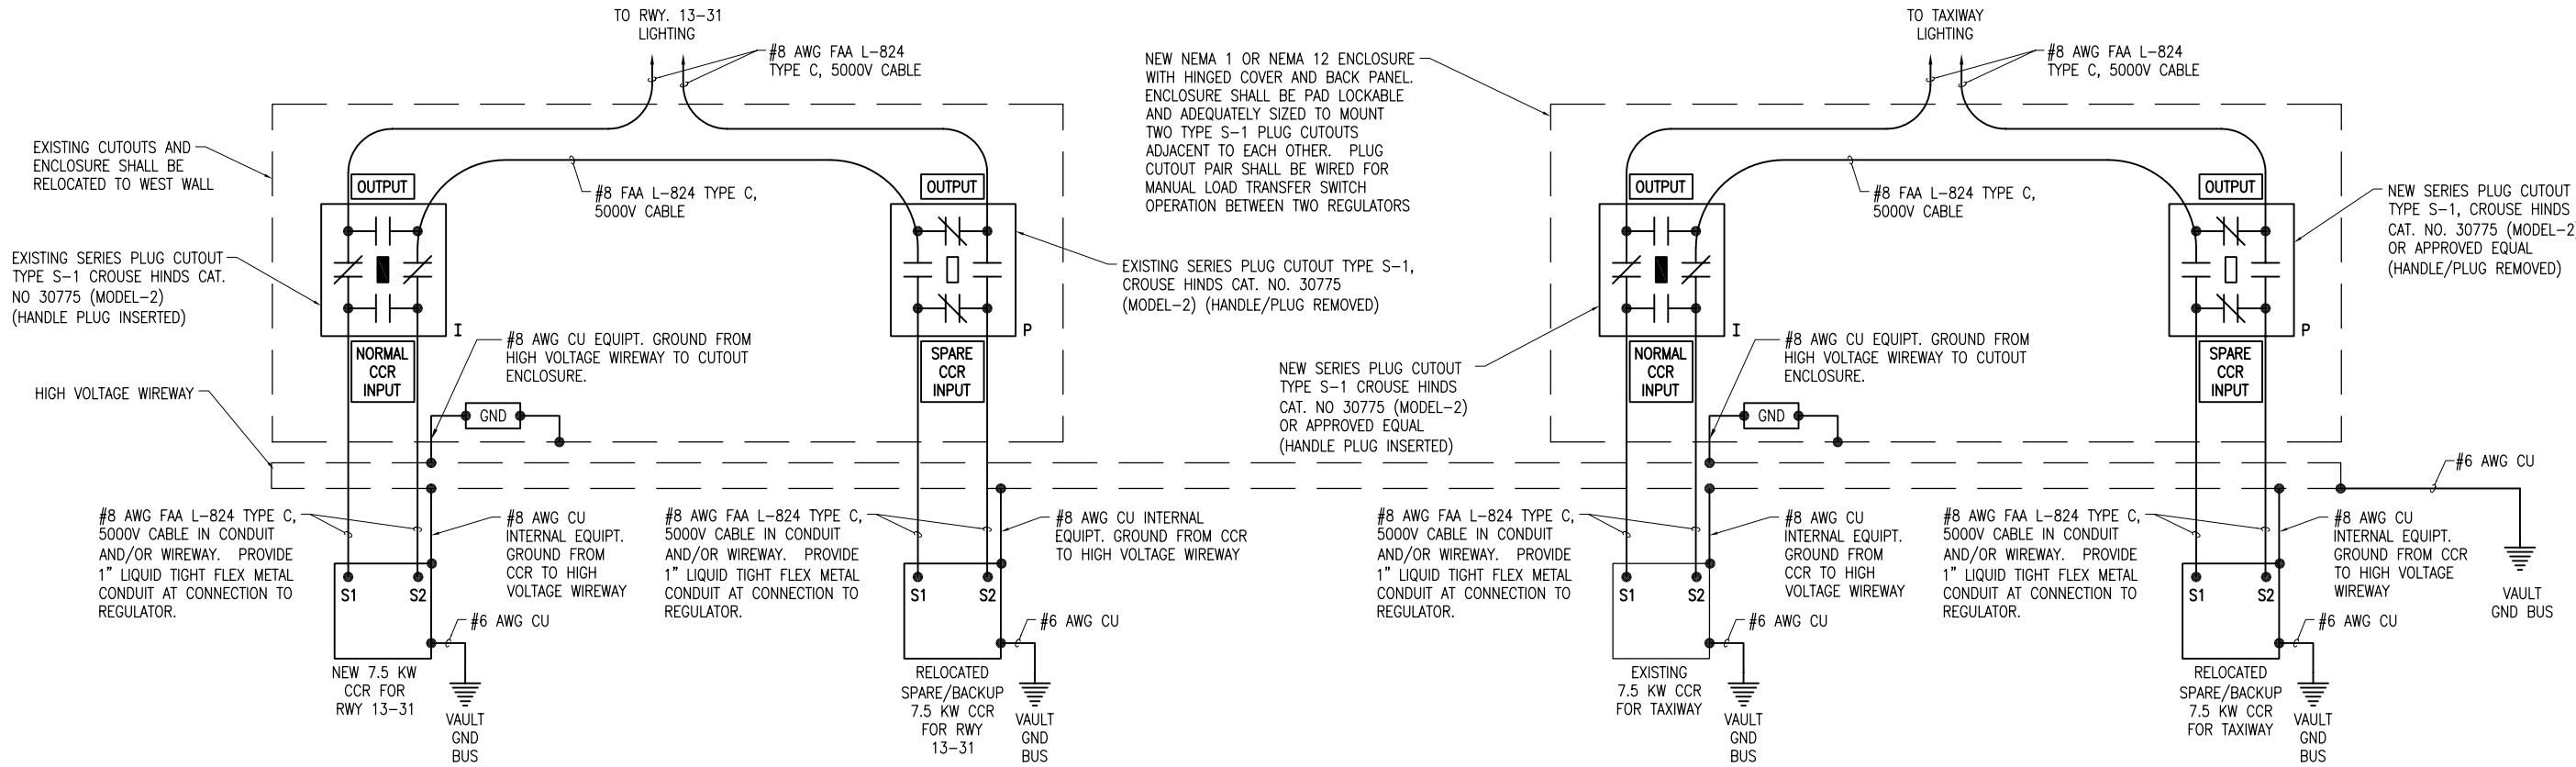 TO RWY. 13-31
LIGHTING
#8 AWG FAA L-824
TYPE C, 5000V CABLE
EXISTING CUTOUTS AND
ENCLOSURE SHALL BE
RELOCATED TO WEST WALL
OUTPUT
#8 FAA L-824 TYPE C,
5000V CABLE
OUTPUT
EXISTING SERIES PLUG CUTOUT
TYPE S-1 CROUSE HINDS CAT.
NO 30775 (MODEL-2)
(HANDLE PLUG INSERTED)
I
P
EXISTING SERIES PLUG CUTOUT TYPE S-1,
CROUSE HINDS CAT. NO. 30775
(MODEL-2) (HANDLE/PLUG REMOVED)
NORMAL
CCR
INPUT
#8 AWG CU EQUIPT. GROUND FROM
HIGH VOLTAGE WIREWAY TO CUTOUT
ENCLOSURE.
SPARE
CCR
INPUT
HIGH VOLTAGE WIREWAY
GND
#8 AWG FAA L-824 TYPE C,
5000V CABLE IN CONDUIT
AND/OR WIREWAY. PROVIDE
1" LIQUID TIGHT FLEX METAL
CONDUIT AT CONNECTION TO
REGULATOR.
#8 AWG CU
INTERNAL EQUIPT.
GROUND FROM
CCR TO HIGH
VOLTAGE WIREWAY
#8 AWG FAA L-824 TYPE C,
5000V CABLE IN CONDUIT
AND/OR WIREWAY. PROVIDE
1" LIQUID TIGHT FLEX METAL
CONDUIT AT CONNECTION TO
REGULATOR.
#8 AWG CU INTERNAL
EQUIPT. GROUND FROM CCR
TO HIGH VOLTAGE WIREWAY
S1 S2
#6 AWG CU
NEW 7.5 KW
CCR FOR
RWY 13-31
VAULT
GND
BUS
S1 S2
#6 AWG CU
RELOCATED
SPARE/BACKUP
7.5 KW CCR
FOR RWY
13-31
VAULT
GND
BUS
TO TAXIWAY
LIGHTING
#8 AWG FAA L-824
TYPE C, 5000V CABLE
NEW NEMA 1 OR NEMA 12 ENCLOSURE
WITH HINGED COVER AND BACK PANEL.
ENCLOSURE SHALL BE PAD LOCKABLE
AND ADEQUATELY SIZED TO MOUNT
TWO TYPE S-1 PLUG CUTOUTS
ADJACENT TO EACH OTHER. PLUG
CUTOUT PAIR SHALL BE WIRED FOR
MANUAL LOAD TRANSFER SWITCH
OPERATION BETWEEN TWO REGULATORS
OUTPUT
#8 FAA L-824 TYPE C,
5000V CABLE
OUTPUT
NEW SERIES PLUG CUTOUT
TYPE S-1, CROUSE HINDS
CAT. NO. 30775 (MODEL-2)
OR APPROVED EQUAL
(HANDLE/PLUG REMOVED)
I
P
NEW SERIES PLUG CUTOUT
TYPE S-1 CROUSE HINDS
CAT. NO 30775 (MODEL-2)
OR APPROVED EQUAL
(HANDLE PLUG INSERTED)
NORMAL
CCR
INPUT
#8 AWG CU EQUIPT. GROUND FROM
HIGH VOLTAGE WIREWAY TO CUTOUT
ENCLOSURE.
SPARE
CCR
INPUT
GND
#6 AWG CU
#8 AWG FAA L-824 TYPE C,
5000V CABLE IN CONDUIT
AND/OR WIREWAY. PROVIDE
1" LIQUID TIGHT FLEX METAL
CONDUIT AT CONNECTION TO
REGULATOR.
#8 AWG CU
INTERNAL EQUIPT.
GROUND FROM
CCR TO HIGH
VOLTAGE WIREWAY
#8 AWG FAA L-824 TYPE C,
5000V CABLE IN CONDUIT
AND/OR WIREWAY. PROVIDE
1" LIQUID TIGHT FLEX METAL
CONDUIT AT CONNECTION TO
REGULATOR.
#8 AWG CU
INTERNAL EQUIPT.
GROUND FROM CCR
TO HIGH VOLTAGE
WIREWAY
VAULT
GND BUS
S1 S2
#6 AWG CU
EXISTING
7.5 KW CCR
FOR TAXIWAY
VAULT
GND
BUS
S1 S2
#6 AWG CU
RELOCATED
SPARE/BACKUP
7.5 KW CCR
FOR TAXIWAY
VAULT
GND
BUS